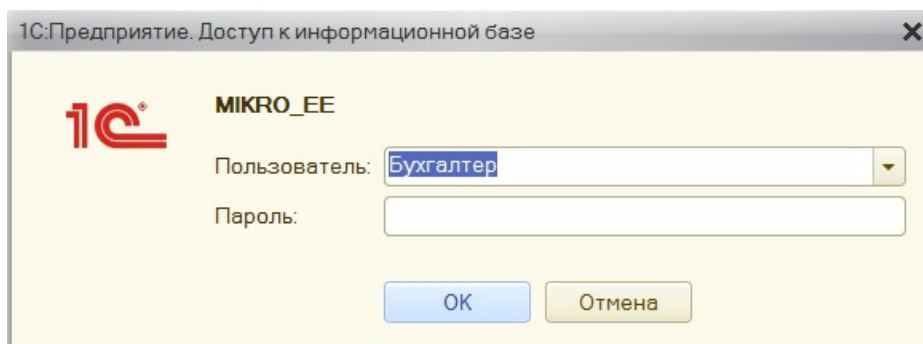 1С:Предприятие. Доступ к информационной базе
1С
MIKRO_EE
Пользователь: Бухгалтер
Пароль:
OK Отмена